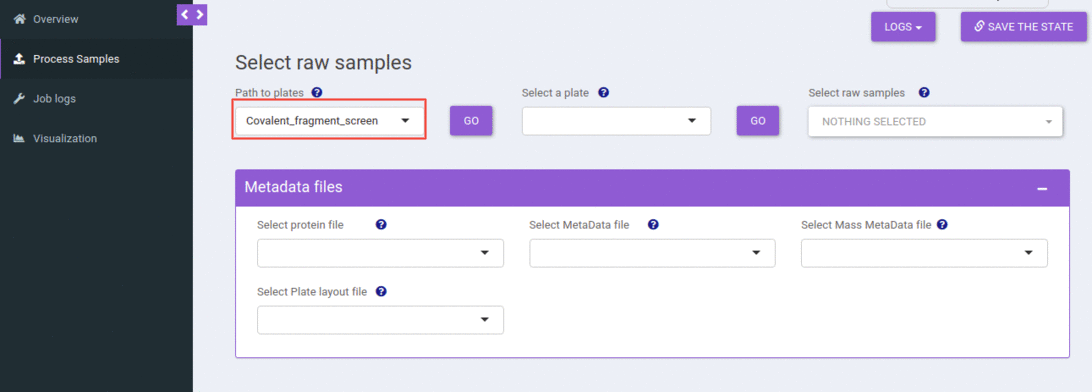 Overview
Process Samples
Job logs
Visualization
LOGS
SAVE THE STATE
Select raw samples
Path to plates
Select a plate
Select raw samples
Covalent_fragment_screen
GO
GO
NOTHING SELECTED
Metadata files
Select protein file
Select MetaData file
Select Mass MetaData file
Select Plate layout file